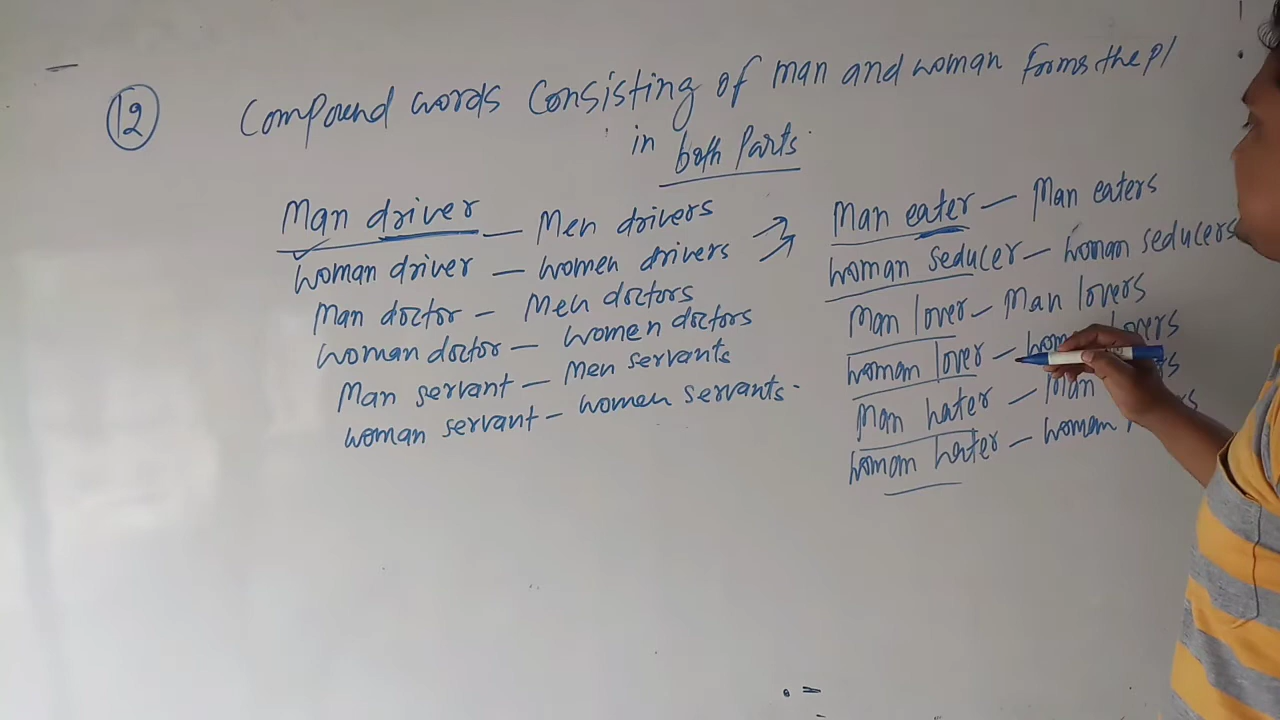 12 Compound words consisting of man and woman forms the pl
in both Parts.
Man driver — Men drivers
woman driver — women drivers
Man doctor — Men doctors
woman doctor — women doctors
Man servant — Men servants
woman servant — women servants.
Man eater — Man eaters
woman seducer — woman seducers
Man lover — Man lovers
woman lover — woman lovers
Man hater — Man
woman hater — woman